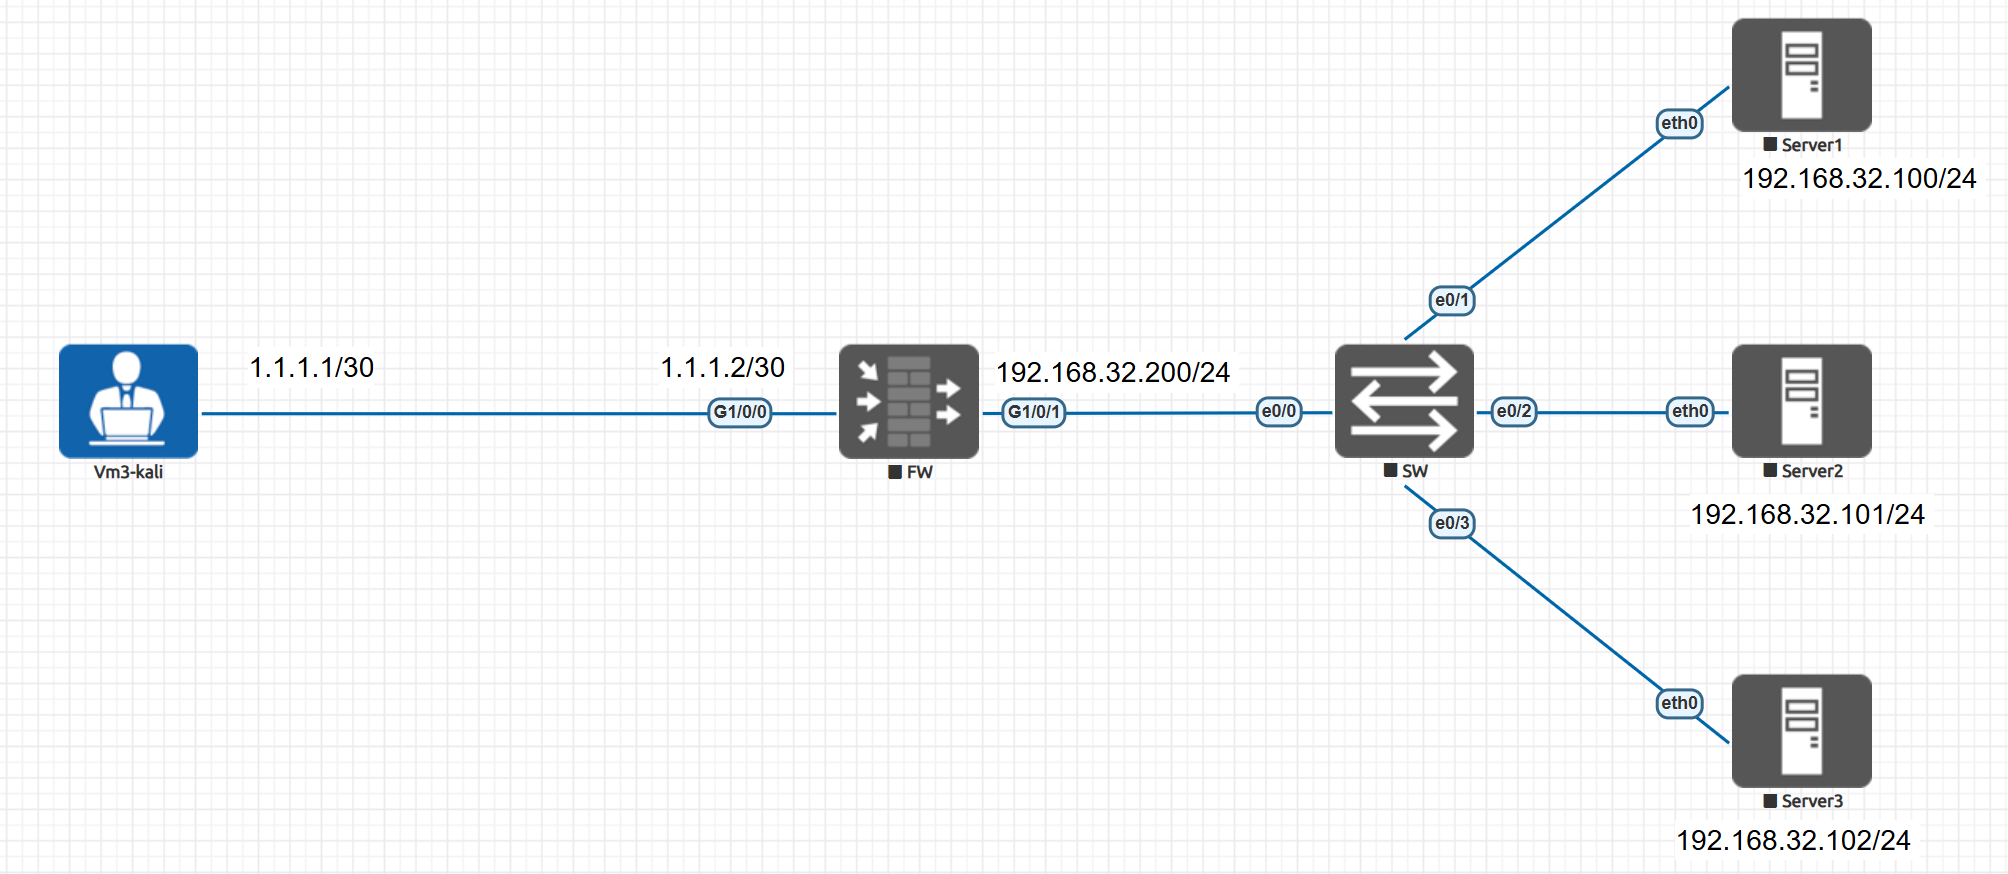 Server1
eth0
192.168.32.100/24
e0/1
1.1.1.1/30
1.1.1.2/30
192.168.32.200/24
G1/0/0
G1/0/1
e0/0
e0/2
eth0
Vm3-kali
FW
SW
Server2
192.168.32.101/24
e0/3
eth0
Server3
192.168.32.102/24